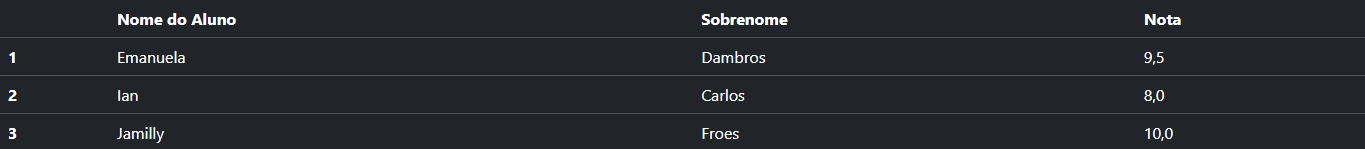 Nome do Aluno Sobrenome Nota
1 Emanuela Dambros 9,5
2 Ian Carlos 8,0
3 Jamilly Froes 10,0